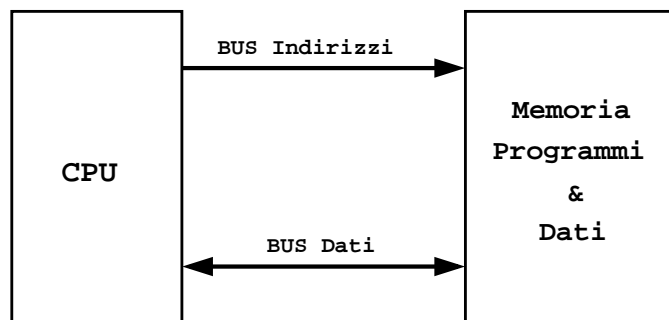 BUS Indirizzi
CPU
Memoria
Programmi
&
Dati
BUS Dati